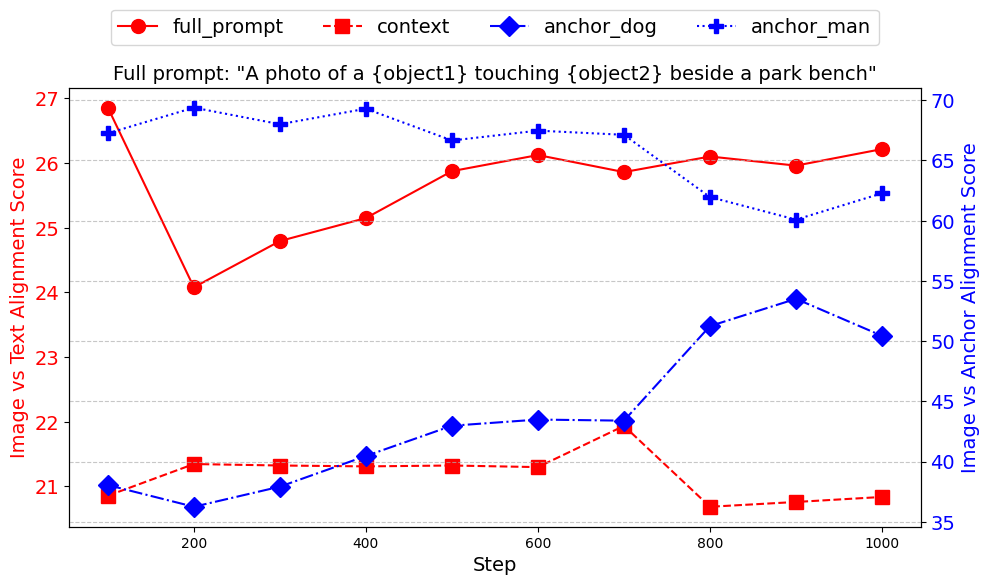 full_prompt context anchor_dog anchor_man
Full prompt: "A photo of a {object1} touching {object2} beside a park bench"
Image vs Text Alignment Score
27
26
25
24
23
22
21
70
65
60
55
50
45
40
35
Image vs Anchor Alignment Score
200 400 600 800 1000
Step